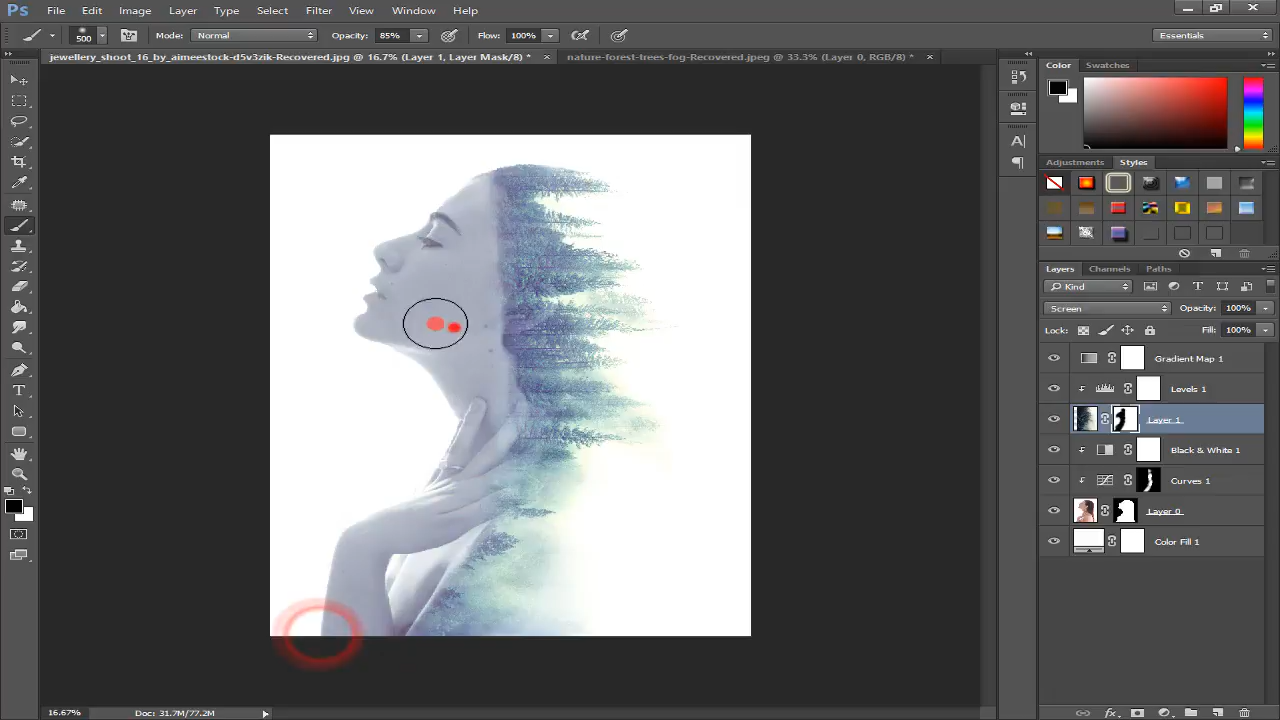 Ps File Edit Image Layer Type Select Filter View Window Help
500 Mode: Normal Opacity: 85% Flow: 100% Essentials
jewellery_shoot_16_by_aimeestock-d5v3zik-Recovered.jpg @ 16.7% (Layer 1, Layer Mask/8) * × nature-forest-trees-fog-Recovered.jpeg @ 33.3% (Layer 0, RGB/8) * ×
Color Swatches
Adjustments Styles
Layers Channels Paths
Kind
Screen Opacity: 100%
Lock: Fill: 100%
Gradient Map 1
Levels 1
Layer 1
Black & White 1
Curves 1
Layer 0
Color Fill 1
16.67% Doc: 31.7M/77.2M